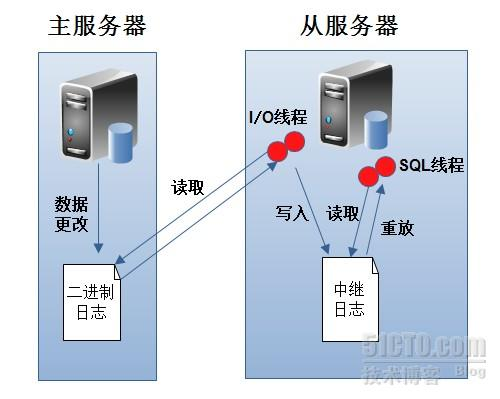 主服务器
从服务器
I/O线程
SQL线程
数据
更改
读取
写入
读取
重放
二进制
日志
中继
日志
51CTO.com
技术博客 Blog